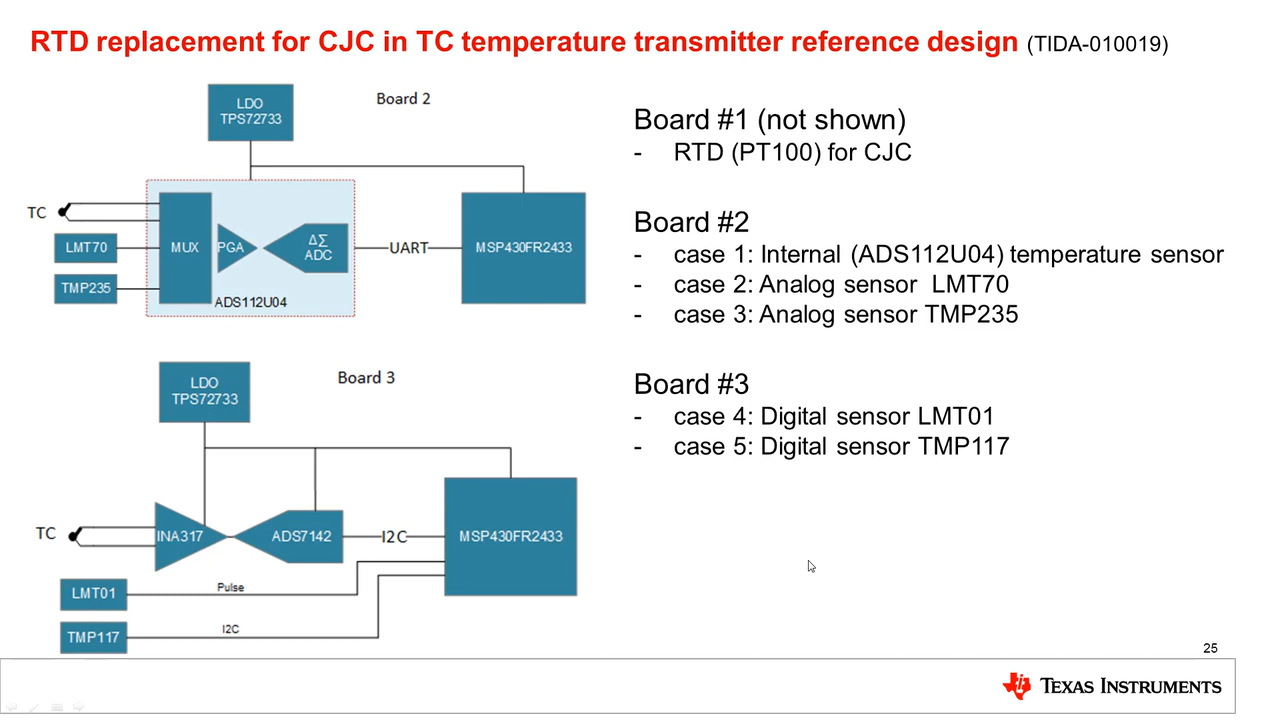 RTD replacement for CJC in TC temperature transmitter reference design (TIDA-010019)
Board 2
LDO
TPS72733
TC
LMT70
TMP235
MUX
PGA
ΔΣ
ADC
ADS112U04
UART
MSP430FR2433
Board 3
LDO
TPS72733
TC
INA317
ADS7142
I2C
MSP430FR2433
LMT01
Pulse
TMP117
I2C
Board #1 (not shown)
- RTD (PT100) for CJC
Board #2
- case 1: Internal (ADS112U04) temperature sensor
- case 2: Analog sensor LMT70
- case 3: Analog sensor TMP235
Board #3
- case 4: Digital sensor LMT01
- case 5: Digital sensor TMP117
25
TEXAS INSTRUMENTS